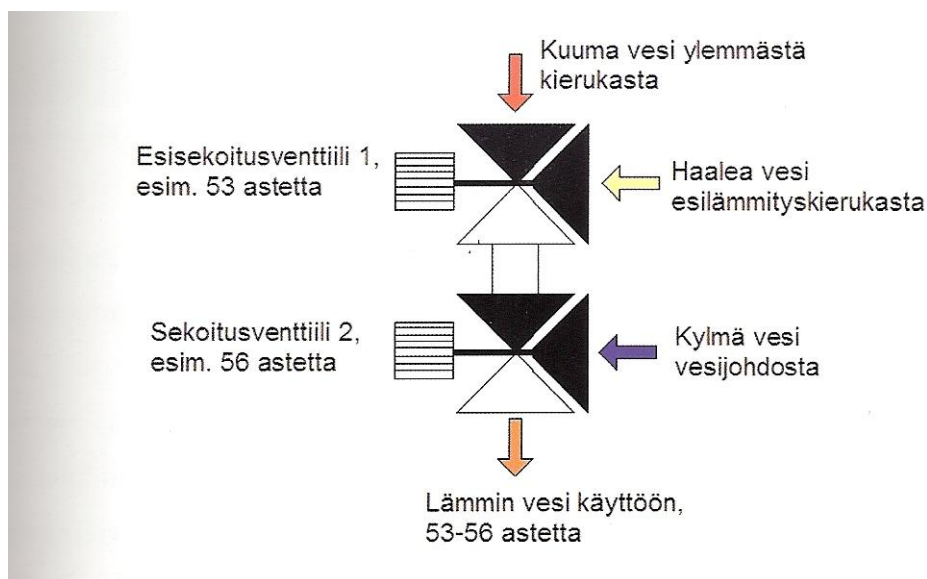 Kuuma vesi ylemmästä
kierukasta
Esisekoitusventtiili 1,
esim. 53 astetta
Haalea vesi
esilämmityskierukasta
Sekoitusventtiili 2,
esim. 56 astetta
Kylmä vesi
vesijohdosta
Lämmin vesi käyttöön,
53-56 astetta